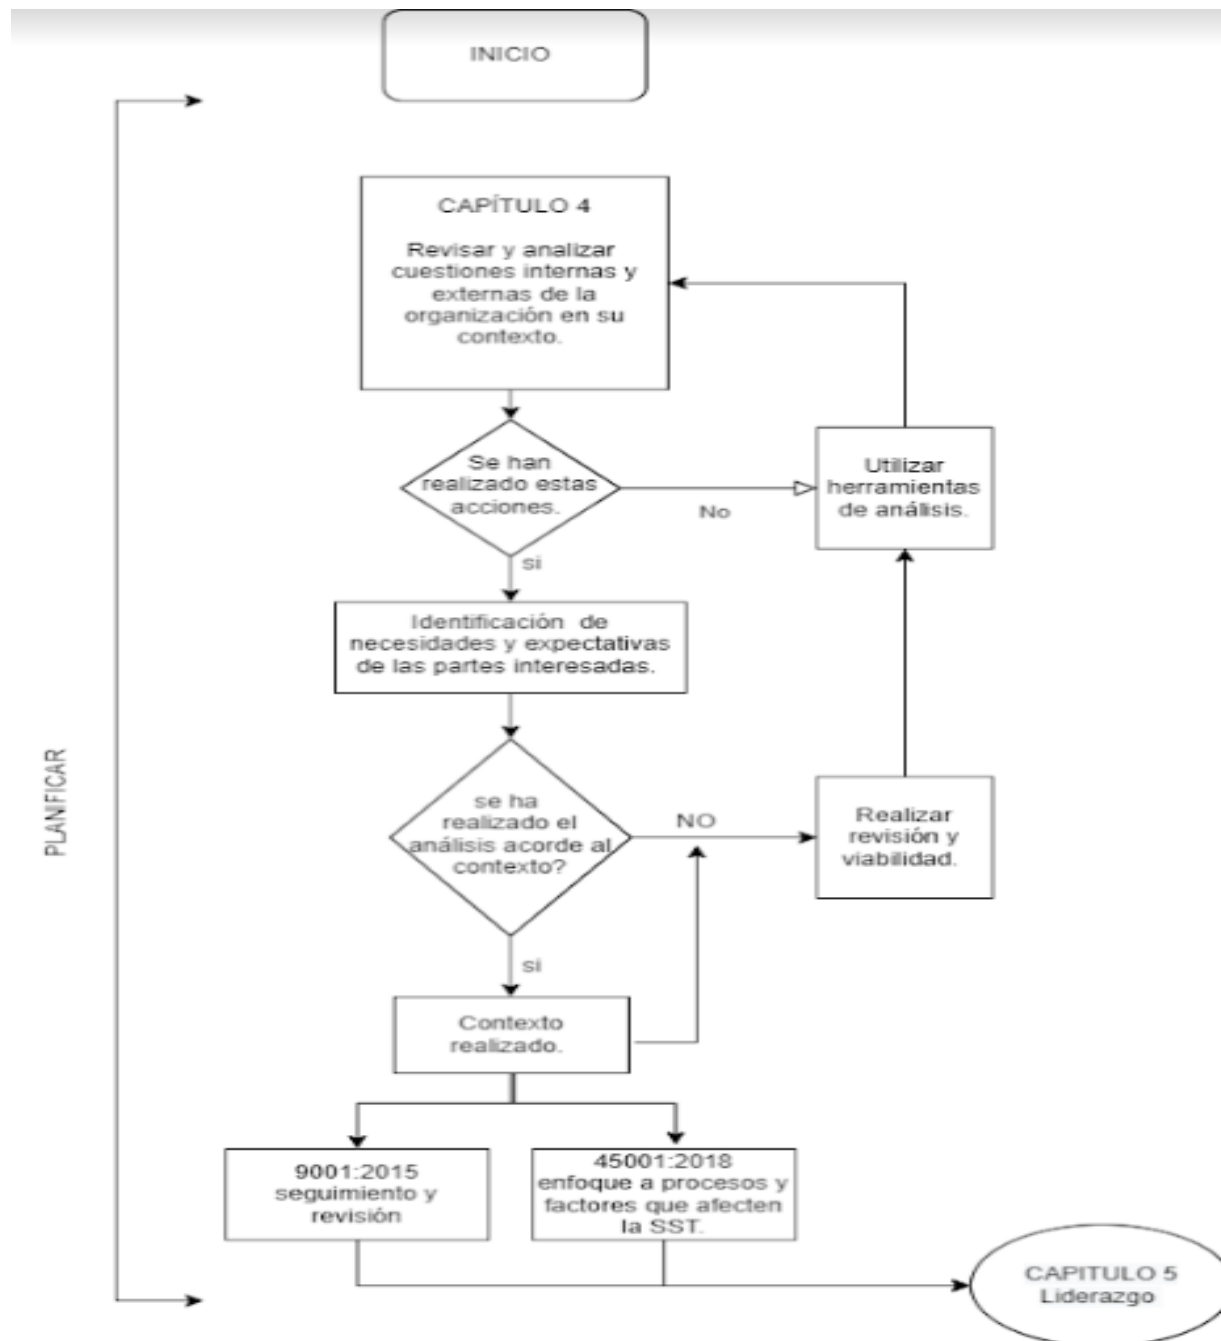 INICIO
CAPÍTULO 4
Revisar y analizar
cuestiones internas y
externas de la
organización en su
contexto.
Se han
realizado estas
acciones.
No
Utilizar
herramientas
de análisis.
si
Identificación de
necesidades y expectativas
de las partes interesadas.
PLANIFICAR
se ha
realizado el
análisis acorde al
contexto?
NO
Realizar
revisión y
viabilidad.
si
Contexto
realizado.
9001:2015
seguimiento y
revisión
45001:2018
enfoque a procesos y
factores que afecten
la SST.
CAPITULO 5
Liderazgo